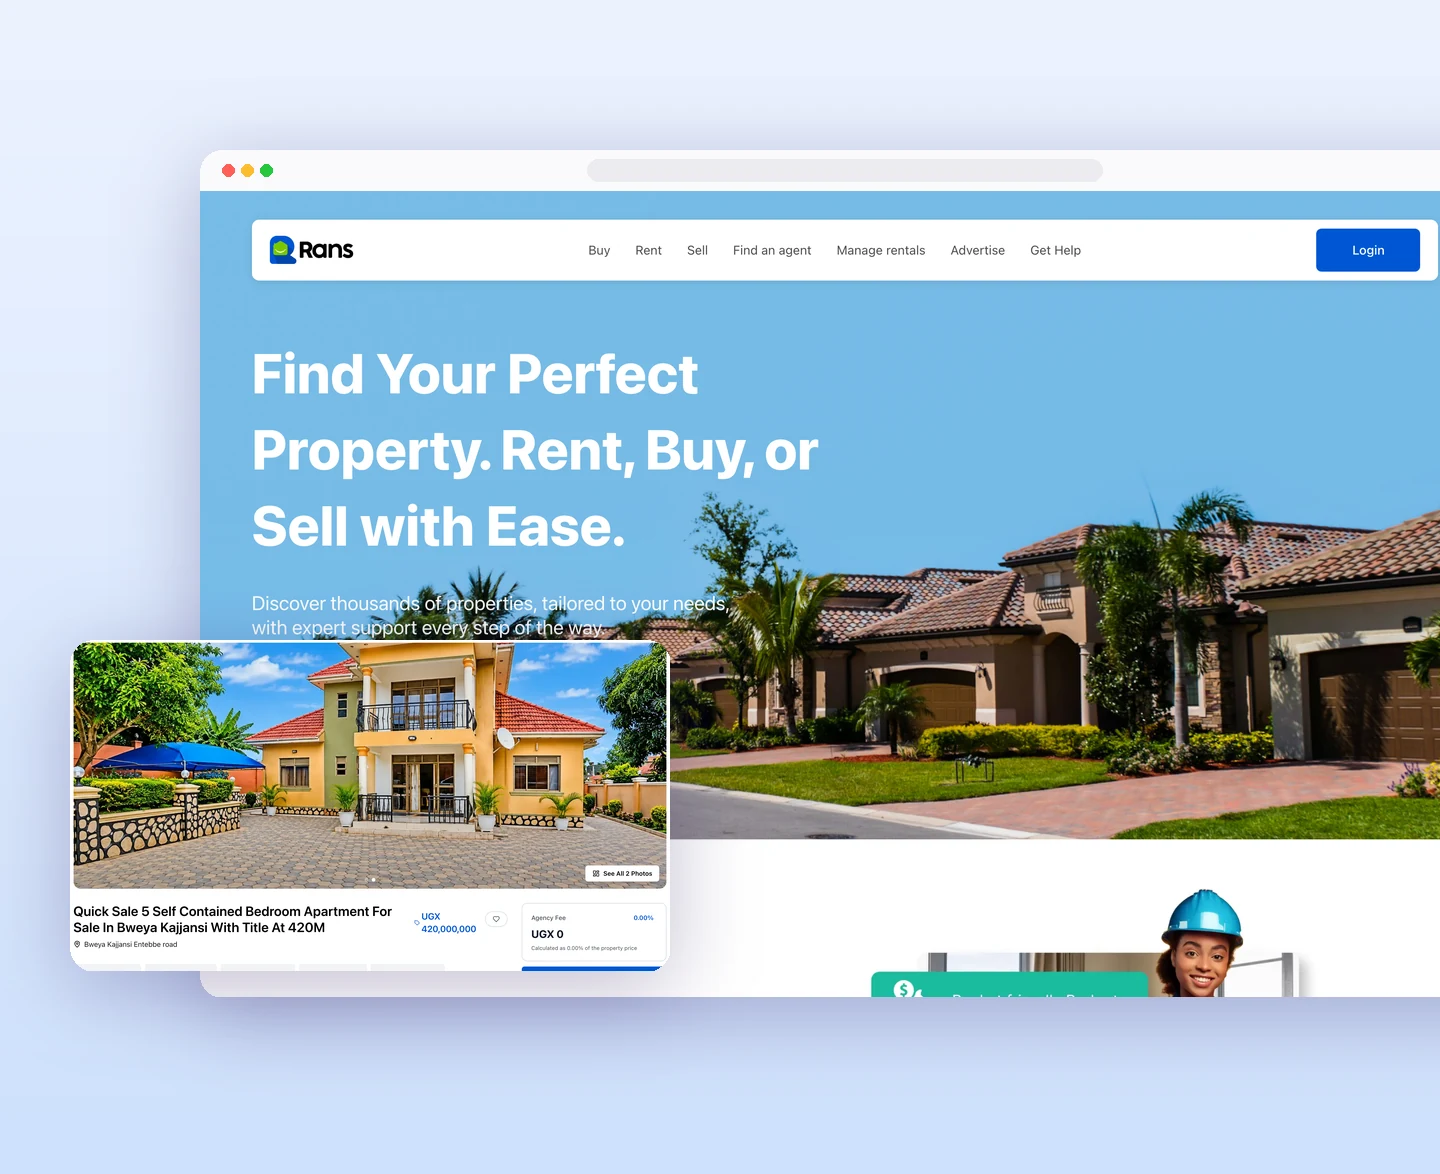 Rans
Buy
Rent
Sell
Find an agent
Manage rentals
Advertise
Get Help
Login
Find Your Perfect
Property. Rent, Buy, or
Sell with Ease.
Discover thousands of properties, tailored to your needs,
with expert support every step of the way.
See All 2 Photos
Quick Sale 5 Self Contained Bedroom Apartment For
Sale In Bweya Kajjansi With Title At 420M
Bweya Kajjansi Entebbe road
UGX
420,000,000
Agency Fee
0.00%
UGX 0
Calculated as 0.00% of the property price